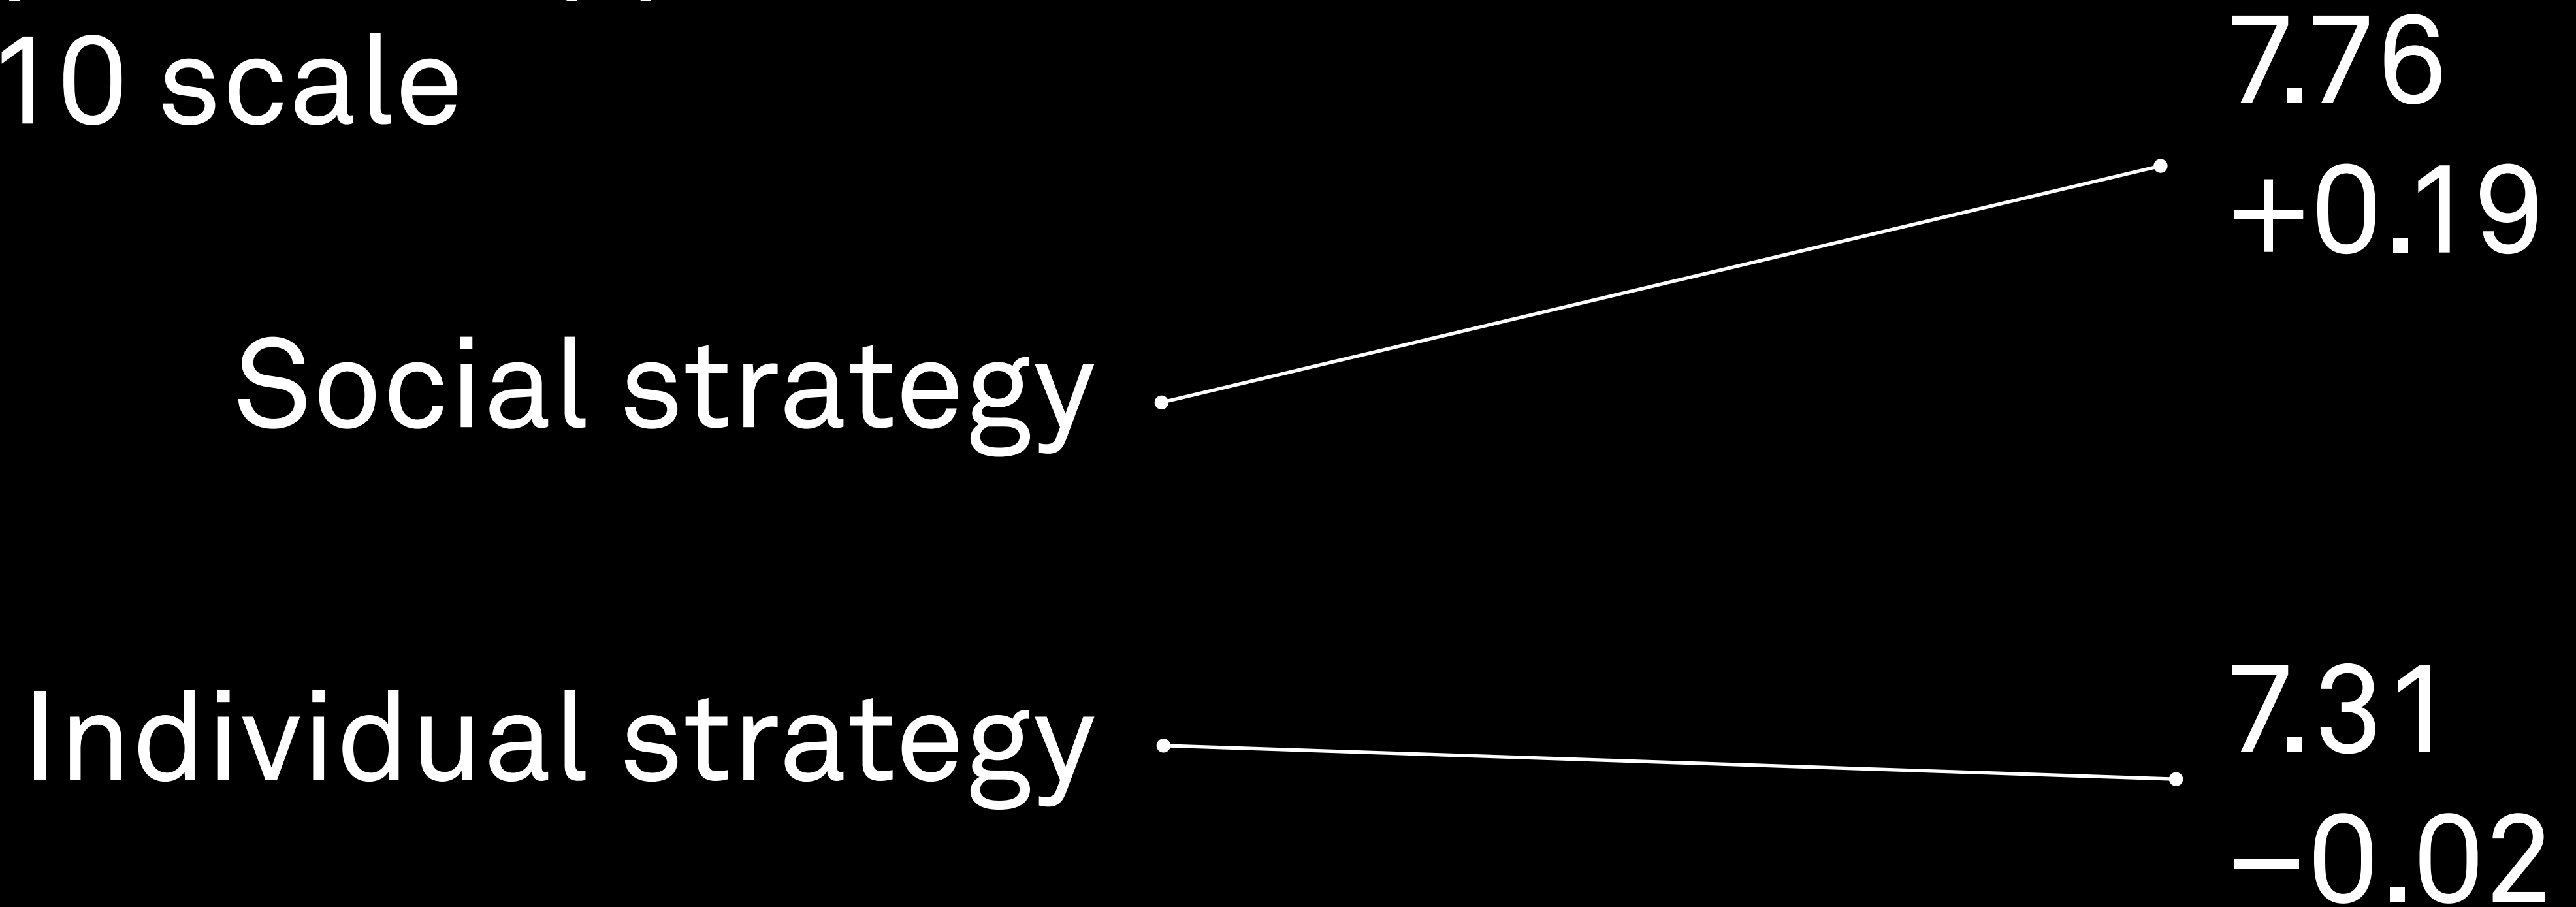 10 scale
7.76
+0.19
Social strategy
Individual strategy
7.31
−0.02